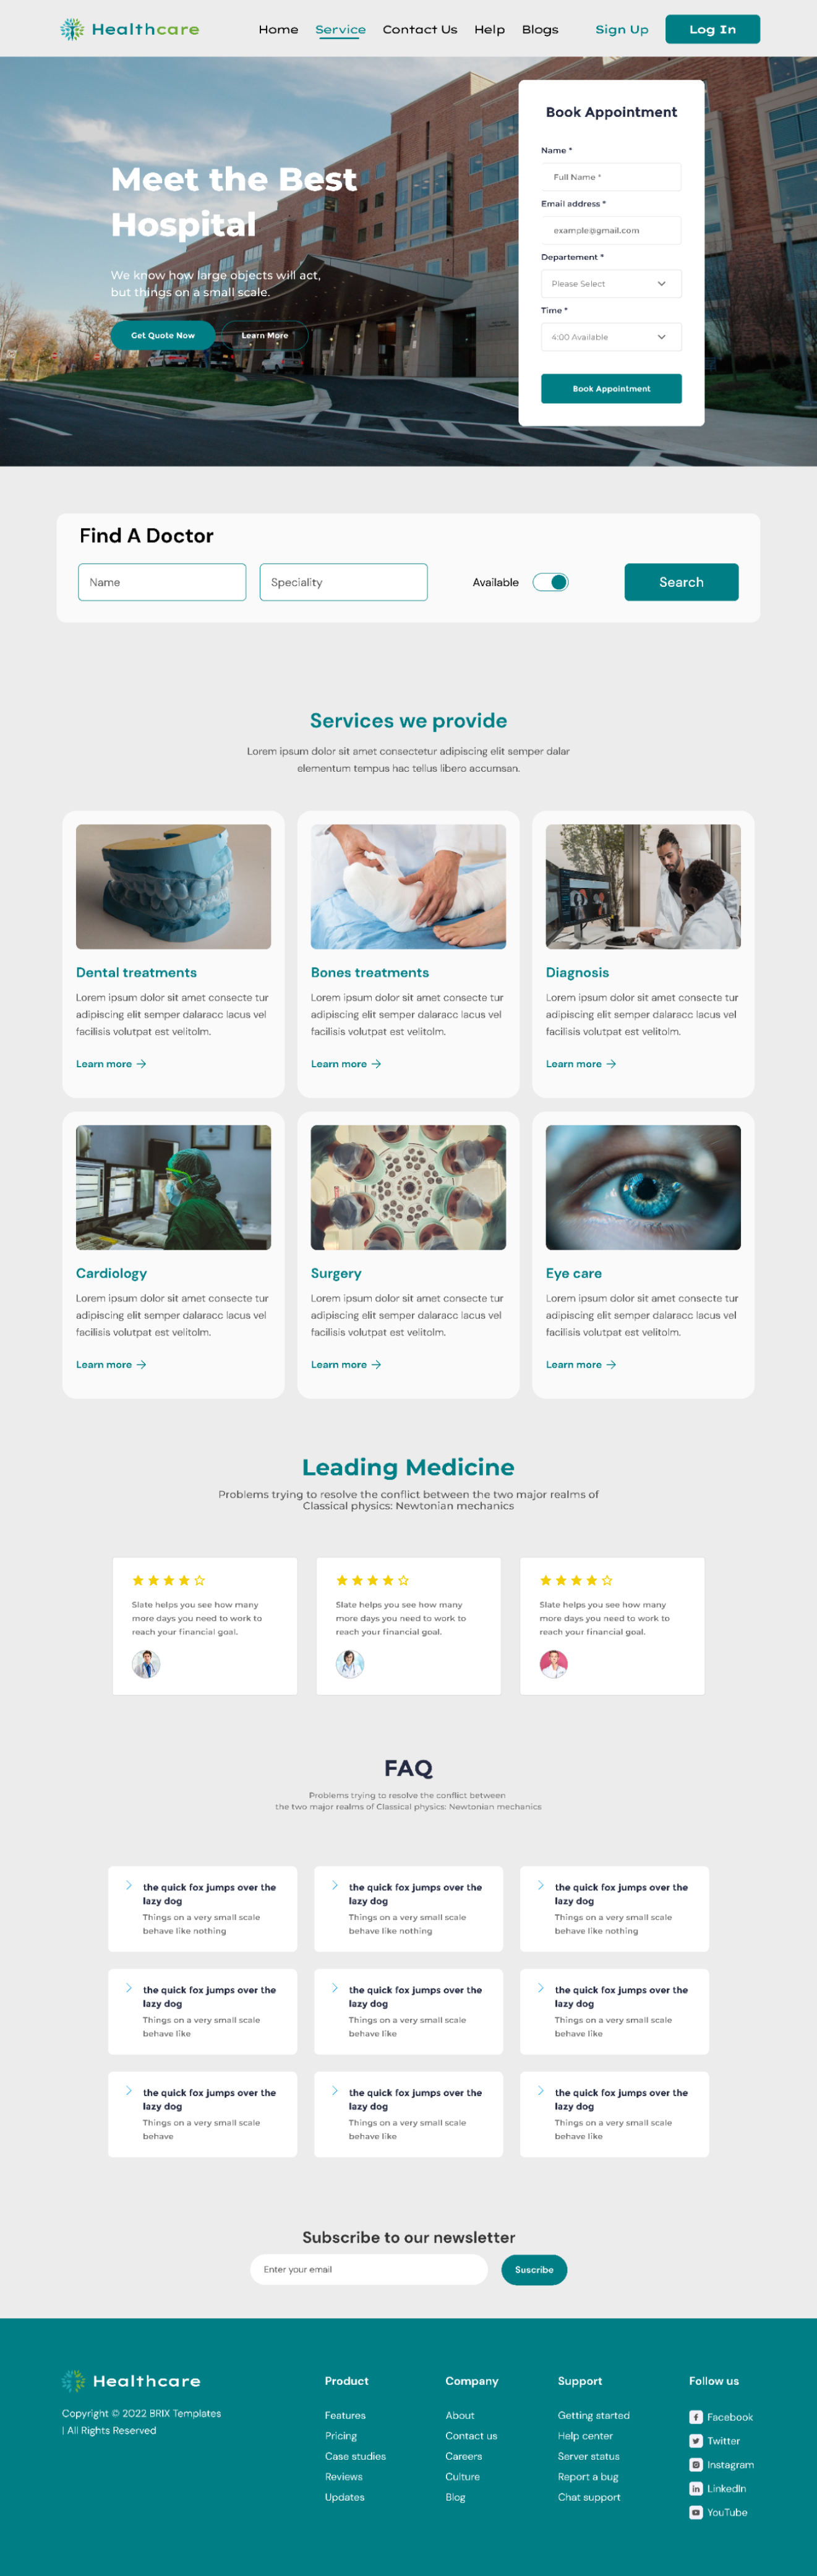 Healthcare
Home Service Contact Us Help Blogs Sign Up Log In
Meet the Best
Hospital
We know how large objects will act,
but things on a small scale.
Get Quote Now Learn More
Book Appointment
Name *
Full Name *
Email address *
example@gmail.com
Departement *
Please Select
Time *
4:00 Available
Book Appointment
Find A Doctor
Name Speciality Available Search
Services we provide
Lorem ipsum dolor sit amet consectetur adipiscing elit semper dalar
elementum tempus hac tellus libero accumsan.
Dental treatments
Lorem ipsum dolor sit amet consecte tur
adipiscing elit semper dalaracc lacus vel
facilisis volutpat est velitolm.
Learn more
Bones treatments
Lorem ipsum dolor sit amet consecte tur
adipiscing elit semper dalaracc lacus vel
facilisis volutpat est velitolm.
Learn more
Diagnosis
Lorem ipsum dolor sit amet consecte tur
adipiscing elit semper dalaracc lacus vel
facilisis volutpat est velitolm.
Learn more
Cardiology
Lorem ipsum dolor sit amet consecte tur
adipiscing elit semper dalaracc lacus vel
facilisis volutpat est velitolm.
Learn more
Surgery
Lorem ipsum dolor sit amet consecte tur
adipiscing elit semper dalaracc lacus vel
facilisis volutpat est velitolm.
Learn more
Eye care
Lorem ipsum dolor sit amet consecte tur
adipiscing elit semper dalaracc lacus vel
facilisis volutpat est velitolm.
Learn more
Leading Medicine
Problems trying to resolve the conflict between the two major realms of
Classical physics: Newtonian mechanics
Slate helps you see how many
more days you need to work to
reach your financial goal.
Slate helps you see how many
more days you need to work to
reach your financial goal.
Slate helps you see how many
more days you need to work to
reach your financial goal.
FAQ
Problems trying to resolve the conflict between
the two major realms of Classical physics: Newtonian mechanics
the quick fox jumps over the
lazy dog
Things on a very small scale
behave like nothing
the quick fox jumps over the
lazy dog
Things on a very small scale
behave like nothing
the quick fox jumps over the
lazy dog
Things on a very small scale
behave like nothing
the quick fox jumps over the
lazy dog
Things on a very small scale
behave like
the quick fox jumps over the
lazy dog
Things on a very small scale
behave like
the quick fox jumps over the
lazy dog
Things on a very small scale
behave like
the quick fox jumps over the
lazy dog
Things on a very small scale
behave
the quick fox jumps over the
lazy dog
Things on a very small scale
behave like
the quick fox jumps over the
lazy dog
Things on a very small scale
behave like
Subscribe to our newsletter
Enter your email Suscribe
Healthcare
Copyright © 2022 BRIX Templates
| All Rights Reserved
Product
Features
Pricing
Case studies
Reviews
Updates
Company
About
Contact us
Careers
Culture
Blog
Support
Getting started
Help center
Server status
Report a bug
Chat support
Follow us
Facebook
Twitter
Instagram
LinkedIn
YouTube